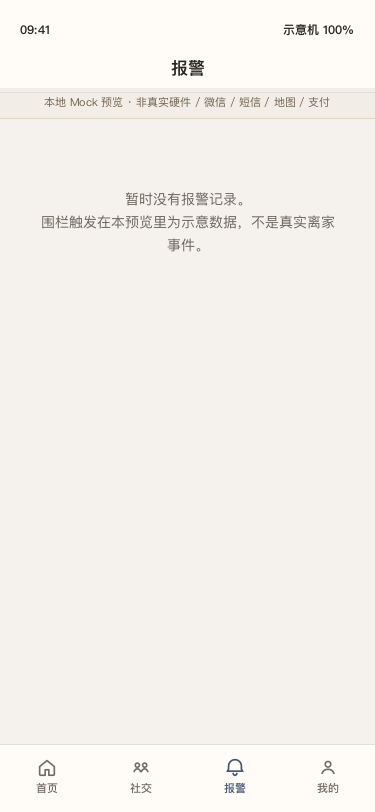 09:41
示意机 100%
报警
本地 Mock 预览 · 非真实硬件 / 微信 / 短信 / 地图 / 支付
暂时没有报警记录。
围栏触发在本预览里为示意数据，不是真实离家
事件。
首页
社交
报警
我的